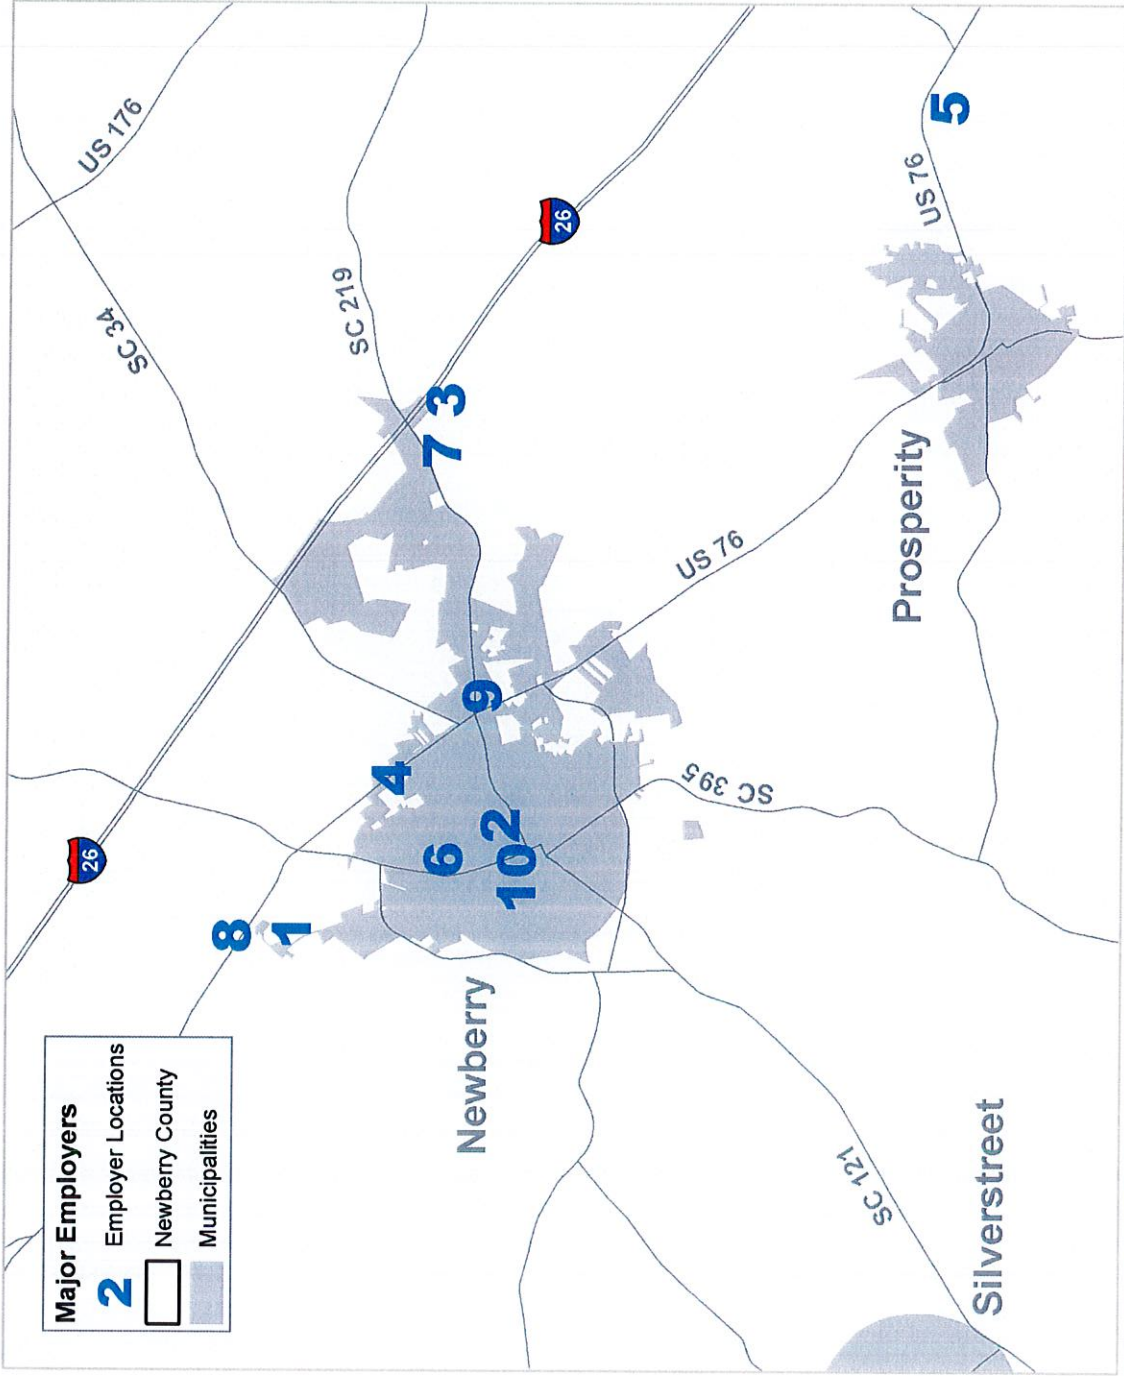 Major Employers
2 Employer Locations
Newberry County
Municipalities
26
US 176
SC 34
8
1
SC 219
4
6
7
3
Newberry
9
2
10
26
US 76
SC 395
SC 121
Prosperity
US 76
5
Silverstreet